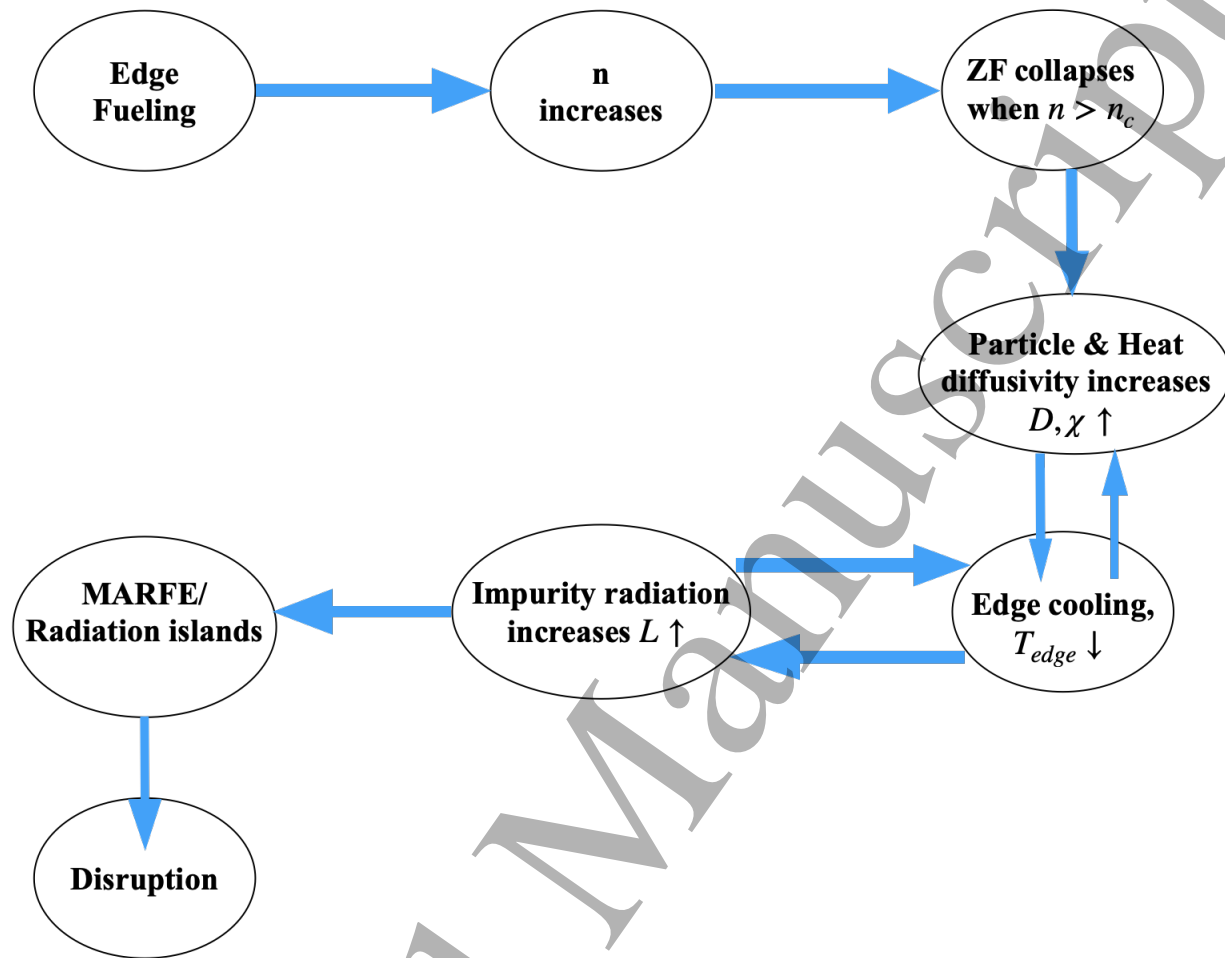 Edge
Fueling
n
increases
ZF collapses
when n > n_c
Particle & Heat
diffusivity increases
D, χ ↑
Edge cooling,
T_edge ↓
Impurity radiation
increases L ↑
MARFE/
Radiation islands
Disruption
Manuscript